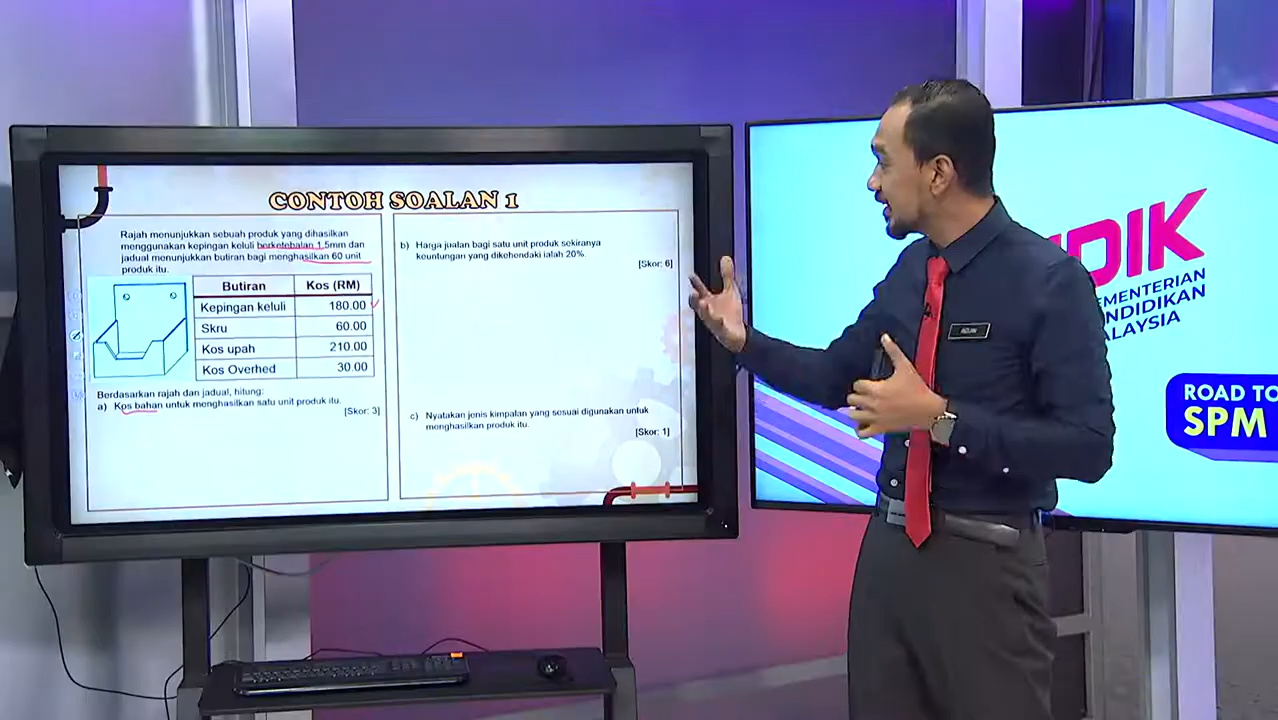 CONTOH SOALAN 1
Rajah menunjukkan sebuah produk yang dihasilkan
menggunakan kepingan keluli berketebalan 1.5mm dan
jadual menunjukkan butiran bagi menghasilkan 60 unit
produk itu.
Butiran Kos (RM)
Kepingan keluli 180.00
Skru 60.00
Kos upah 210.00
Kos Overhed 30.00
Berdasarkan rajah dan jadual, hitung:
a) Kos bahan untuk menghasilkan satu unit produk itu.
[Skor: 3]
b) Harga jualan bagi satu unit produk sekiranya
keuntungan yang dikehendaki ialah 20%.
[Skor: 6]
c) Nyatakan jenis kimpalan yang sesuai digunakan untuk
menghasilkan produk itu.
[Skor: 1]
DIK
EMENTERIAN
NDIDIKAN
ALAYSIA
ROAD TO
SPM